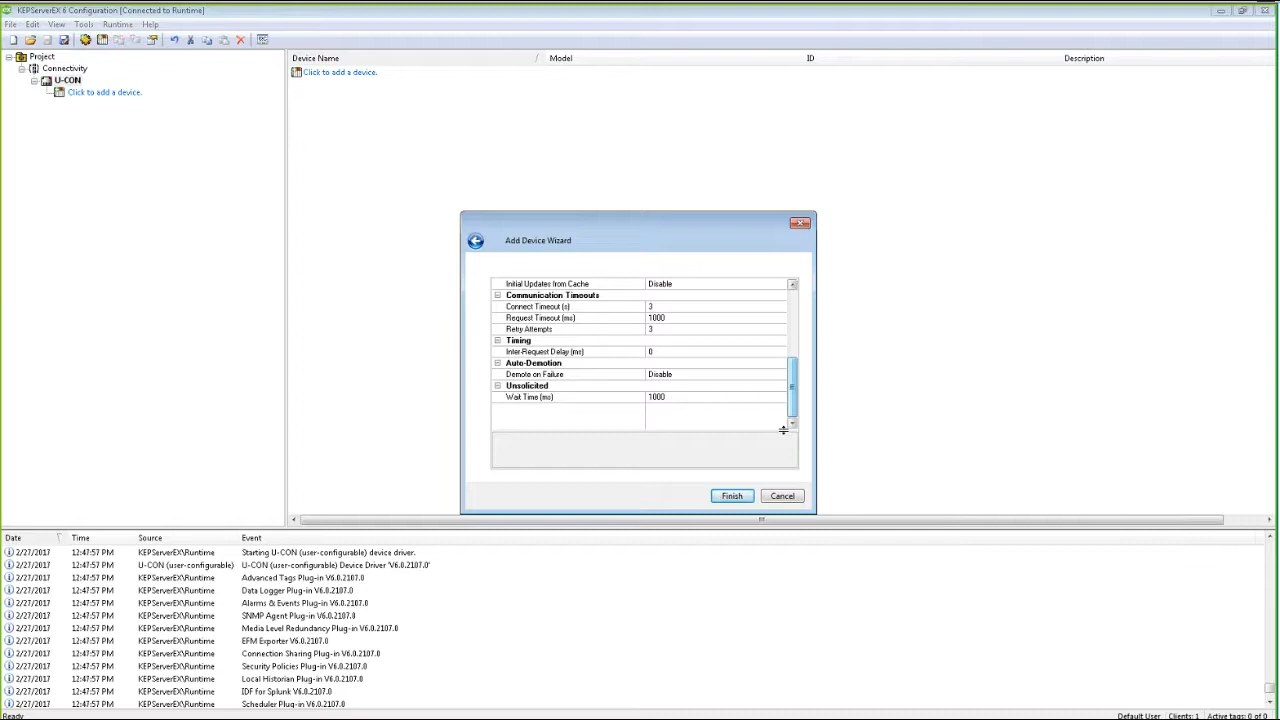 KEPServerEX 6 Configuration [Connected to Runtime]
File Edit View Tools Runtime Help
Project
Connectivity
U-CON
Click to add a device.
Device Name Model ID Description
Click to add a device.
Add Device Wizard
Initial Updates from Cache Disable
Communication Timeouts
Connect Timeout (s) 3
Request Timeout (ms) 1000
Retry Attempts 3
Timing
Inter-Request Delay (ms) 0
Auto-Demotion
Demote on Failure Disable
Unsolicited
Wait Time (ms) 1000
Finish Cancel
Date Time Source Event
2/27/2017 12:47:57 PM KEPServerEX\Runtime Starting U-CON (user-configurable) device driver.
2/27/2017 12:47:57 PM U-CON (user-configurable) U-CON (user-configurable) Device Driver 'V6.0.2107.0'
2/27/2017 12:47:57 PM KEPServerEX\Runtime Advanced Tags Plug-in V6.0.2107.0
2/27/2017 12:47:57 PM KEPServerEX\Runtime Data Logger Plug-in V6.0.2107.0
2/27/2017 12:47:57 PM KEPServerEX\Runtime Alarms & Events Plug-in V6.0.2107.0
2/27/2017 12:47:57 PM KEPServerEX\Runtime SNMP Agent Plug-in V6.0.2107.0
2/27/2017 12:47:57 PM KEPServerEX\Runtime Media Level Redundancy Plug-in V6.0.2107.0
2/27/2017 12:47:57 PM KEPServerEX\Runtime EFM Exporter V6.0.2107.0
2/27/2017 12:47:57 PM KEPServerEX\Runtime Connection Sharing Plug-in V6.0.2107.0
2/27/2017 12:47:57 PM KEPServerEX\Runtime Security Policies Plug-in V6.0.2107.0
2/27/2017 12:47:57 PM KEPServerEX\Runtime Local Historian Plug-in V6.0.2107.0
2/27/2017 12:47:57 PM KEPServerEX\Runtime IDF for Splunk V6.0.2107.0
2/27/2017 12:47:57 PM KEPServerEX\Runtime Scheduler Plug-in V6.0.2107.0
Ready Default User Clients: 1 Active tags: 0 of 0